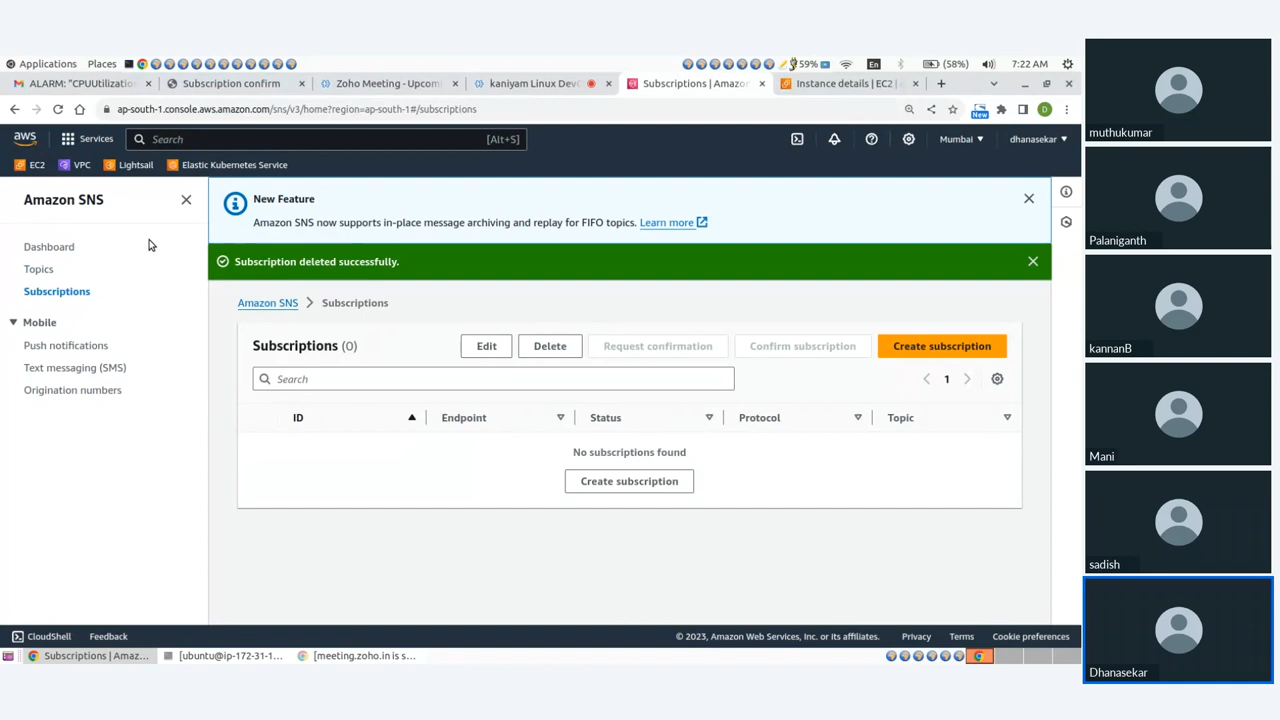 Applications Places 59% (58%) 7:22 AM
ALARM: "CPUUtilization Subscription confirm Zoho Meeting - Upcomi kaniyam Linux DevO Subscriptions | Amazo Instance details | EC2 |
ap-south-1.console.aws.amazon.com/sns/v3/home?region=ap-south-1#/subscriptions New D
aws Services Search [Alt+S] Mumbai dhanasekar
EC2 VPC Lightsail Elastic Kubernetes Service
Amazon SNS
Dashboard
Topics
Subscriptions
Mobile
Push notifications
Text messaging (SMS)
Origination numbers
New Feature
Amazon SNS now supports in-place message archiving and replay for FIFO topics. Learn more
Subscription deleted successfully.
Amazon SNS Subscriptions
Subscriptions (0) Edit Delete Request confirmation Confirm subscription Create subscription
Search 1
ID Endpoint Status Protocol Topic
No subscriptions found
Create subscription
CloudShell Feedback © 2023, Amazon Web Services, Inc. or its affiliates. Privacy Terms Cookie preferences
Subscriptions | Amaz... [ubuntu@ip-172-31-1... [meeting.zoho.in is s...
muthukumar
Palaniganth
kannanB
Mani
sadish
Dhanasekar